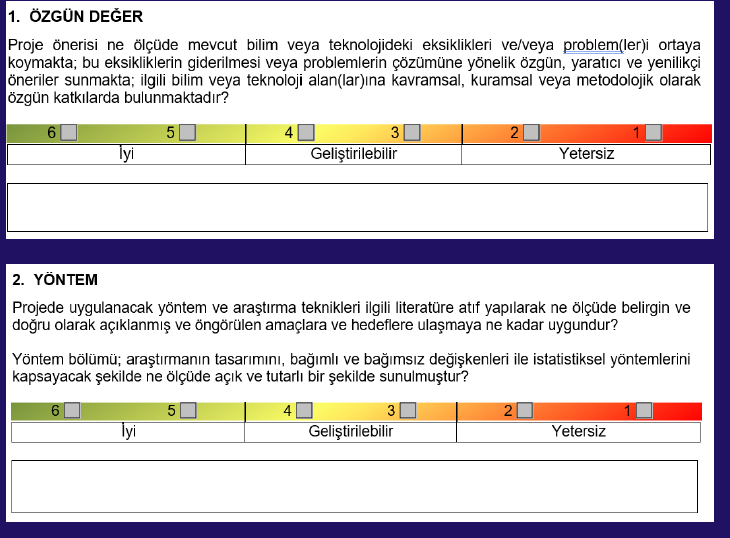 1. ÖZGÜN DEĞER
Proje önerisi ne ölçüde mevcut bilim veya teknolojideki eksiklikleri ve/veya problem(ler)i ortaya
koymakta; bu eksikliklerin giderilmesi veya problemlerin çözümüne yönelik özgün, yaratıcı ve yenilikçi
öneriler sunmakta; ilgili bilim veya teknoloji alan(lar)ına kavramsal, kuramsal veya metodolojik olarak
özgün katkılarda bulunmaktadır?
6 5 4 3 2 1
İyi Geliştirilebilir Yetersiz
2. YÖNTEM
Projede uygulanacak yöntem ve araştırma teknikleri ilgili literatüre atıf yapılarak ne ölçüde belirgin ve
doğru olarak açıklanmış ve öngörülen amaçlara ve hedeflere ulaşmaya ne kadar uygundur?
Yöntem bölümü; araştırmanın tasarımını, bağımlı ve bağımsız değişkenleri ile istatistiksel yöntemlerini
kapsayacak şekilde ne ölçüde açık ve tutarlı bir şekilde sunulmuştur?
6 5 4 3 2 1
İyi Geliştirilebilir Yetersiz